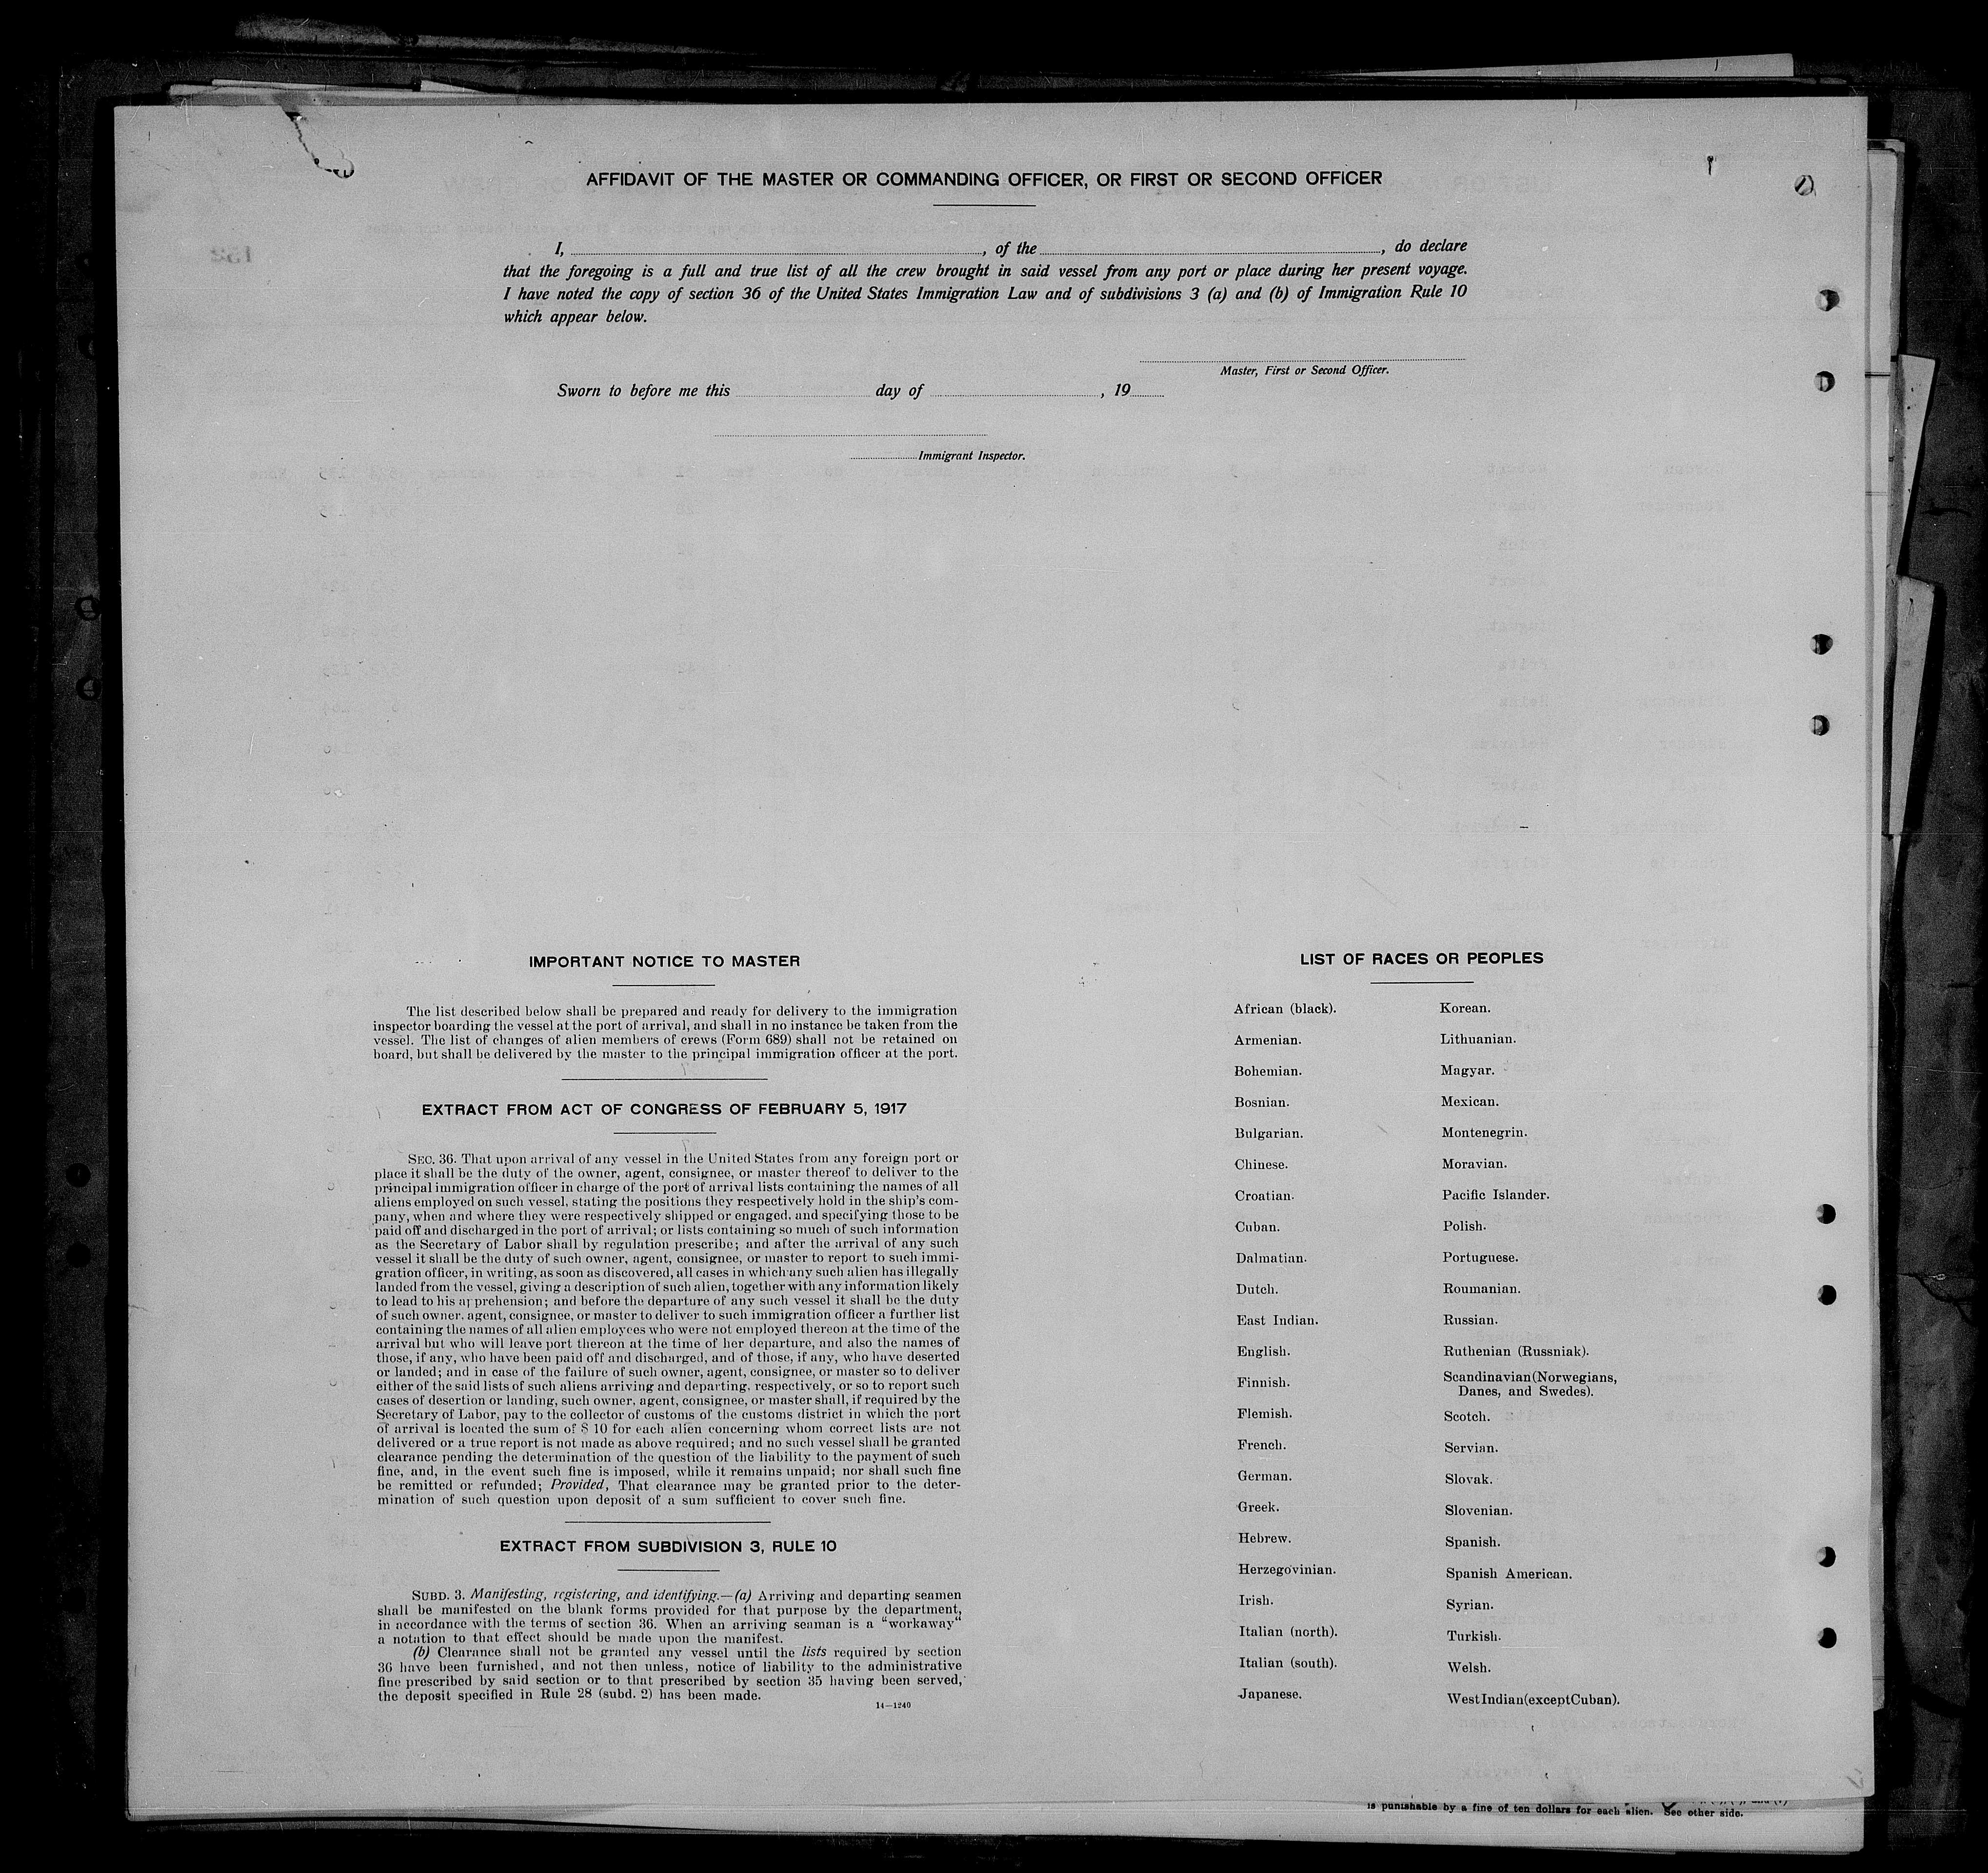 AFFIDAVIT OF THE MASTER OR COMMANDING OFFICER, OR FIRST OR SECOND OFFICER
I, , of the , do declare
that the foregoing is a full and true list of all the crew brought in said vessel from any port or place during her present voyage.
I have noted the copy of section 36 of the United States Immigration Law and of subdivisions 3 (a) and (b) of Immigration Rule 10
which appear below.
Master, First or Second Officer.
Sworn to before me this day of , 19
Immigrant Inspector.
IMPORTANT NOTICE TO MASTER
The list described below shall be prepared and ready for delivery to the immigration
inspector boarding the vessel at the port of arrival, and shall in no instance be taken from the
vessel. The list of changes of alien members of crews (Form 689) shall not be retained on
board, but shall be delivered by the master to the principal immigration officer at the port.
EXTRACT FROM ACT OF CONGRESS OF FEBRUARY 5, 1917
SEC. 36. That upon arrival of any vessel in the United States from any foreign port or
place it shall be the duty of the owner, agent, consignee, or master thereof to deliver to the
principal immigration officer in charge of the port of arrival lists containing the names of all
aliens employed on such vessel, stating the positions they respectively hold in the ship's com-
pany, when and where they were respectively shipped or engaged, and specifying those to be
paid off and discharged in the port of arrival; or lists containing so much of such information
as the Secretary of Labor shall by regulation prescribe; and after the arrival of any such
vessel it shall be the duty of such owner, agent, consignee, or master to report to such immi-
gration officer, in writing, as soon as discovered, all cases in which any such alien has illegally
landed from the vessel, giving a description of such alien, together with any information likely
to lead to his apprehension; and before the departure of any such vessel it shall be the duty
of such owner, agent, consignee, or master to deliver to such immigration officer a further list
containing the names of all alien employees who were not employed thereon at the time of the
arrival but who will leave port thereon at the time of her departure, and also the names of
those, if any, who have been paid off and discharged, and of those, if any, who have deserted
or landed; and in case of the failure of such owner, agent, consignee, or master so to deliver
either of the said lists of such aliens arriving and departing, respectively, or so to report such
cases of desertion or landing, such owner, agent, consignee, or master shall, if required by the
Secretary of Labor, pay to the collector of customs of the customs district in which the port
of arrival is located the sum of $ 10 for each alien concerning whom correct lists are not
delivered or a true report is not made as above required; and no such vessel shall be granted
clearance pending the determination of the question of the liability to the payment of such
fine, and, in the event such fine is imposed, while it remains unpaid; nor shall such fine
be remitted or refunded; Provided, That clearance may be granted prior to the deter-
mination of such question upon deposit of a sum sufficient to cover such fine.
EXTRACT FROM SUBDIVISION 3, RULE 10
SUBD. 3. Manifesting, registering, and identifying.—(a) Arriving and departing seamen
shall be manifested on the blank forms provided for that purpose by the department,
in accordance with the terms of section 36. When an arriving seaman is a "workaway"
a notation to that effect should be made upon the manifest.
(b) Clearance shall not be granted any vessel until the lists required by section
36 have been furnished, and not then unless, notice of liability to the administrative
fine prescribed by said section or to that prescribed by section 35 having been served,
the deposit specified in Rule 28 (subd. 2) has been made.
14—1240
LIST OF RACES OR PEOPLES
African (black).
Armenian.
Bohemian.
Bosnian.
Bulgarian.
Chinese.
Croatian.
Cuban.
Dalmatian.
Dutch.
East Indian.
English.
Finnish.
Flemish.
French.
German.
Greek.
Hebrew.
Herzegovinian.
Irish.
Italian (north).
Italian (south).
Japanese.
Korean.
Lithuanian.
Magyar.
Mexican.
Montenegrin.
Moravian.
Pacific Islander.
Polish.
Portuguese.
Roumanian.
Russian.
Ruthenian (Russniak).
Scandinavian (Norwegians,
Danes, and Swedes).
Scotch.
Servian.
Slovak.
Slovenian.
Spanish.
Spanish American.
Syrian.
Turkish.
Welsh.
West Indian (except Cuban).
is punishable by a fine of ten dollars for each alien. See other side.